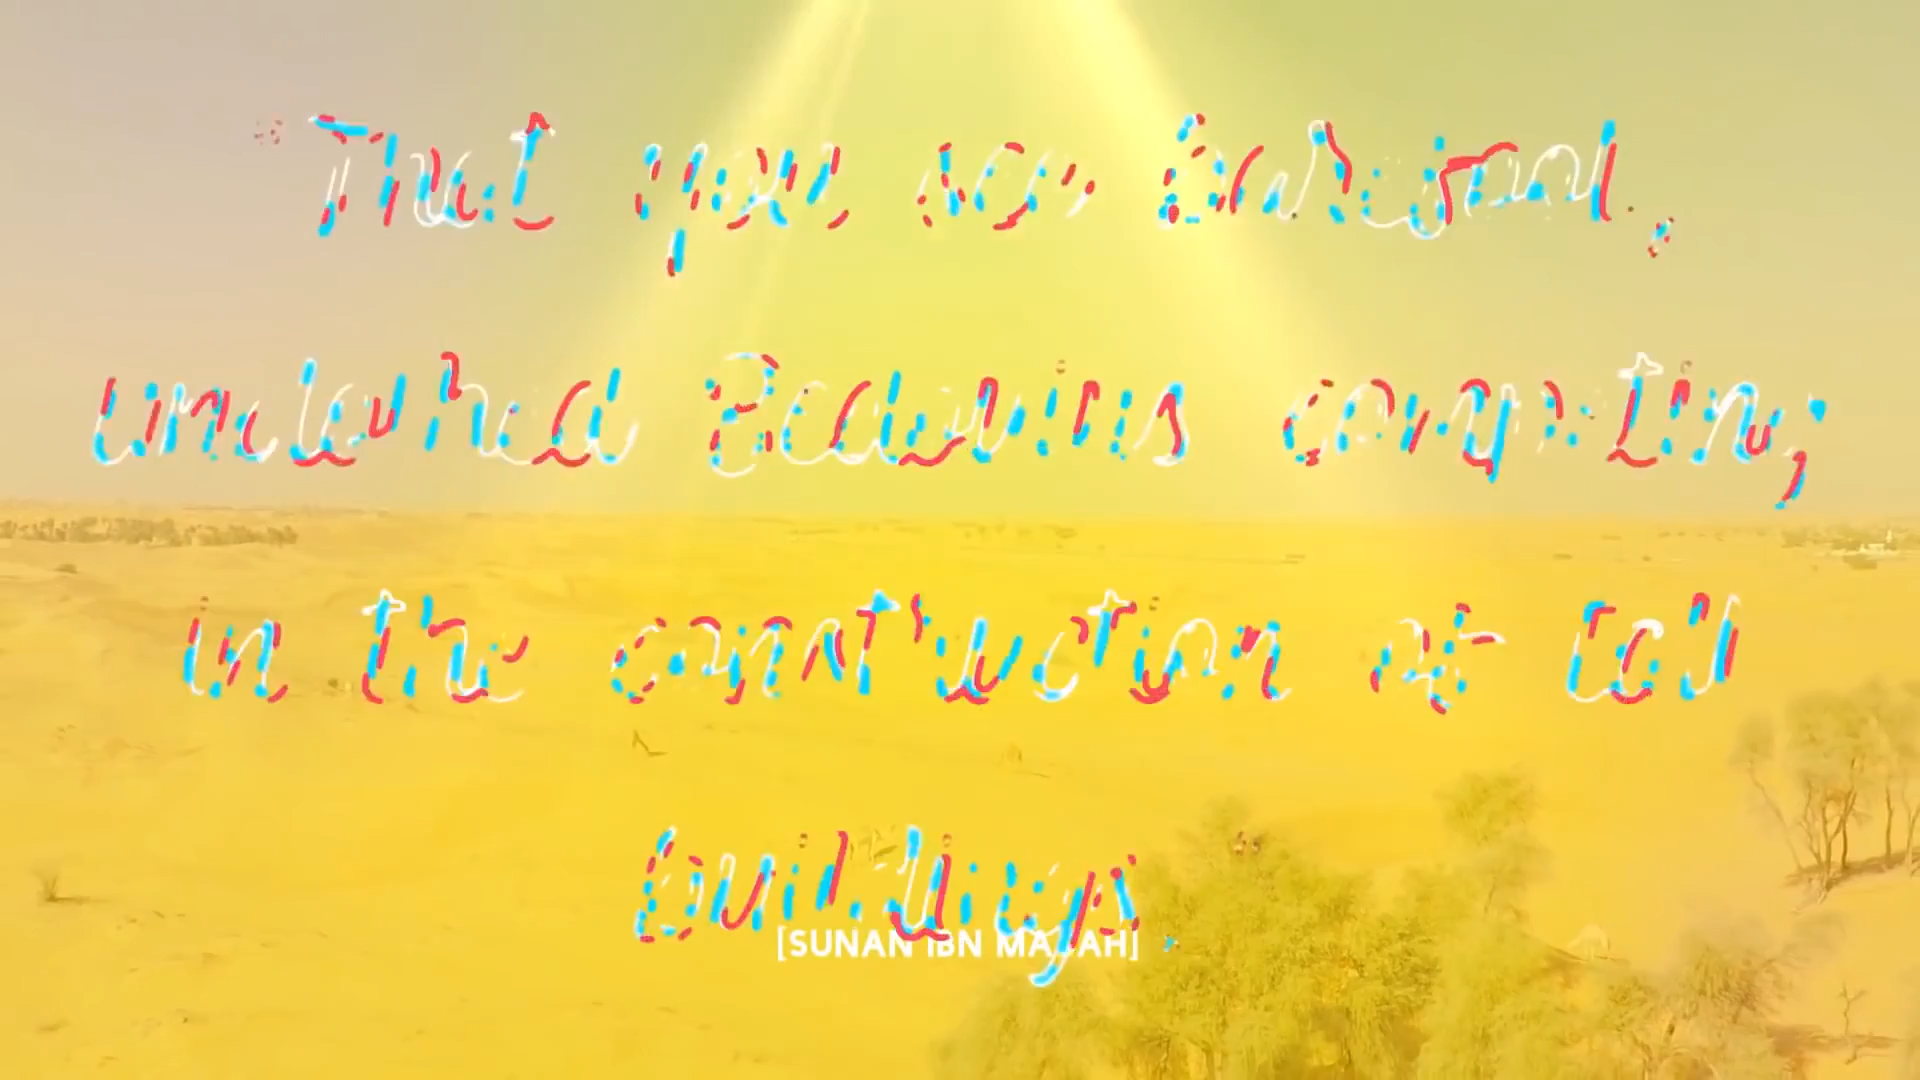 "That you see barefoot,
unclothed Bedouins competing
in the construction of tall
buildings.
[SUNAN IBN MAJAH]